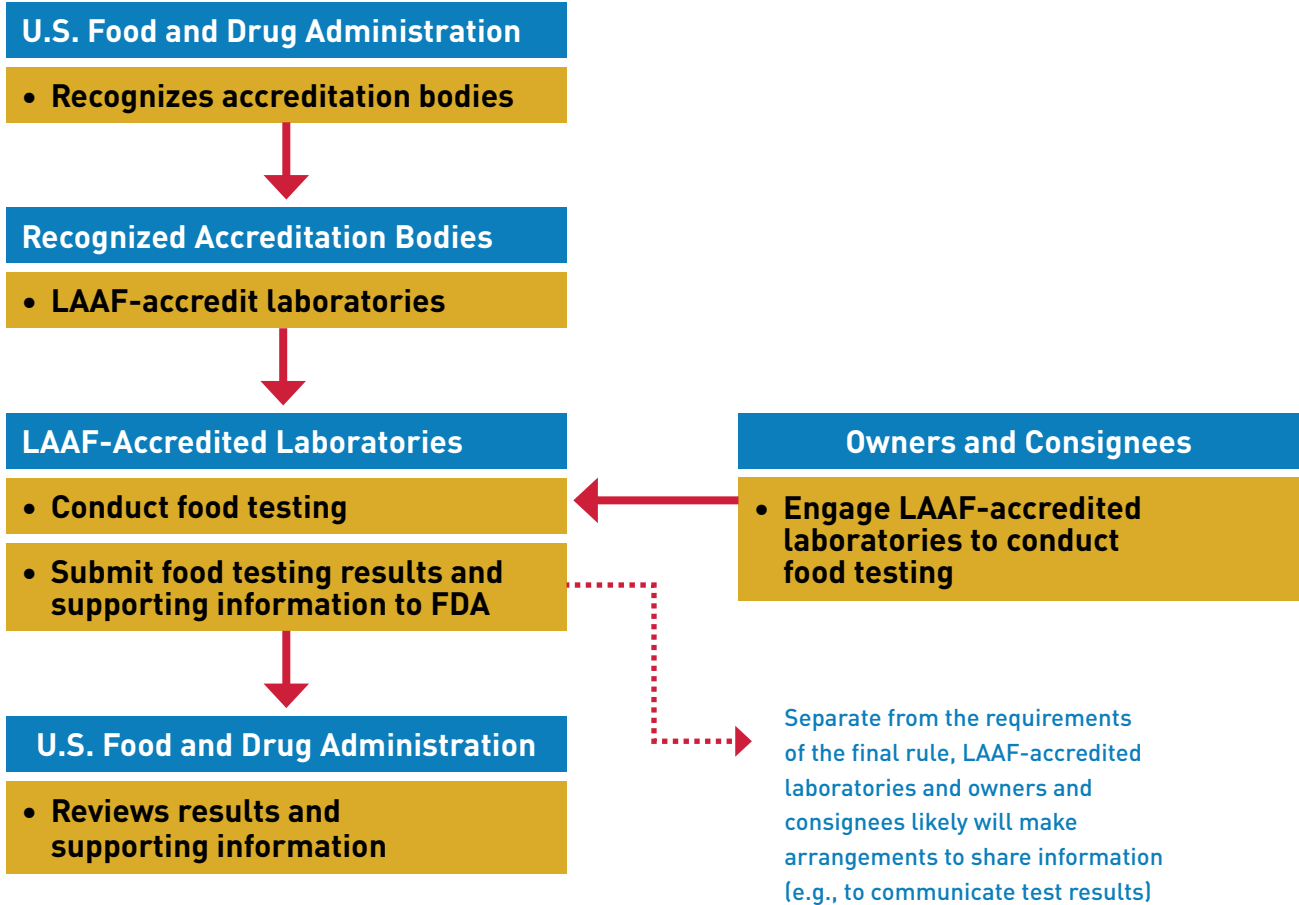 U.S. Food and Drug Administration
• Recognizes accreditation bodies
Recognized Accreditation Bodies
• LAAF-accredit laboratories
LAAF-Accredited Laboratories
• Conduct food testing
• Submit food testing results and
supporting information to FDA
Owners and Consignees
• Engage LAAF-accredited
laboratories to conduct
food testing
U.S. Food and Drug Administration
• Reviews results and
supporting information
Separate from the requirements
of the final rule, LAAF-accredited
laboratories and owners and
consignees likely will make
arrangements to share information
(e.g., to communicate test results)